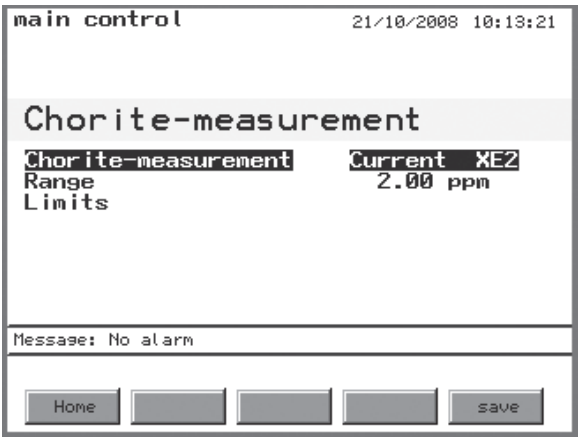 main control 21/10/2008 10:13:21
Chorite-measurement
Chorite-measurement Current XE2
Range 2.00 ppm
Limits
Message: No alarm
Home save